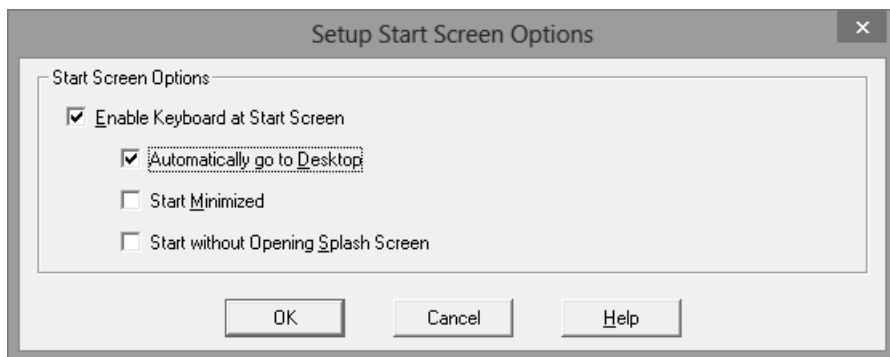 Setup Start Screen Options
Start Screen Options
Enable Keyboard at Start Screen
Automatically go to Desktop
Start Minimized
Start without Opening Splash Screen
OK Cancel Help